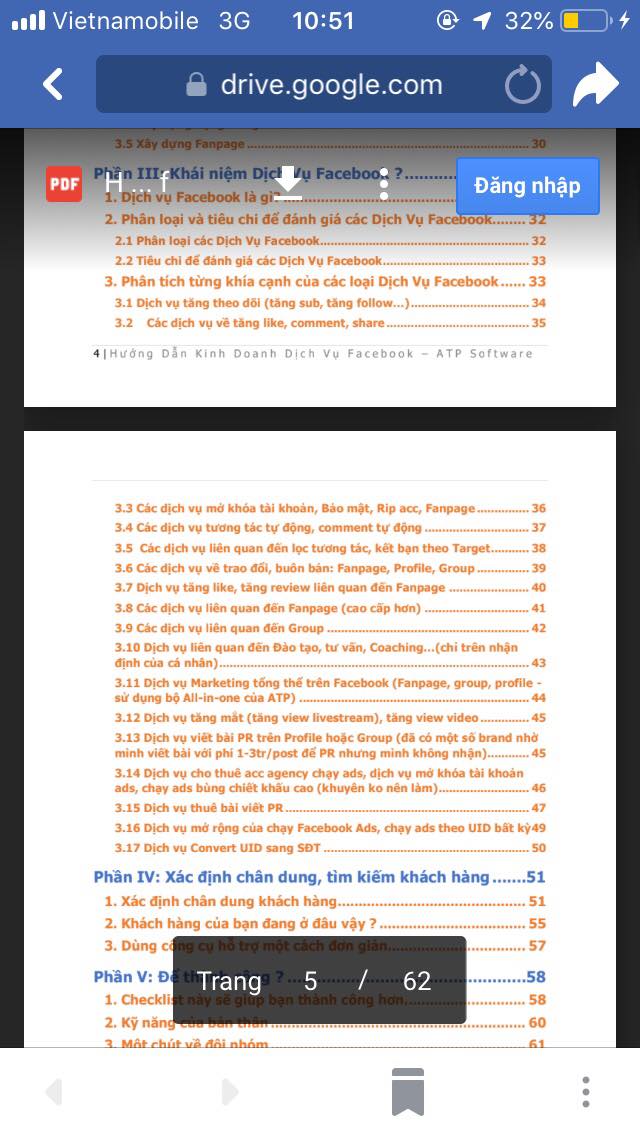 Vietnamobile 3G 10:51 32%
drive.google.com
3.5 Xây dựng Fanpage 30
PDF H ... f Đăng nhập
Phần III: Khái niệm Dịch Vụ Facebook ?
1. Dịch vụ Facebook là gì?
2. Phân loại và tiêu chí để đánh giá các Dịch Vụ Facebook........ 32
2.1 Phân loại các Dịch Vụ Facebook........ 32
2.2 Tiêu chí để đánh giá các Dịch Vụ Facebook........ 33
3. Phân tích từng khía cạnh của các loại Dịch Vụ Facebook...... 33
3.1 Dịch vụ tăng theo dõi (tăng sub, tăng follow...)........ 34
3.2 Các dịch vụ về tăng like, comment, share........ 35
4 | Hướng Dẫn Kinh Doanh Dịch Vụ Facebook – ATP Software
3.3 Các dịch vụ mở khóa tài khoản, Bảo mật, Rip acc, Fanpage........ 36
3.4 Các dịch vụ tương tác tự động, comment tự động ........ 37
3.5 Các dịch vụ liên quan đến lọc tương tác, kết bạn theo Target........ 38
3.6 Các dịch vụ về trao đổi, buôn bán: Fanpage, Profile, Group ........ 39
3.7 Dịch vụ tăng like, tăng review liên quan đến Fanpage ........ 40
3.8 Các dịch vụ liên quan đến Fanpage (cao cấp hơn) ........ 41
3.9 Các dịch vụ liên quan đến Group ........ 42
3.10 Dịch vụ liên quan đến Đào tạo, tư vấn, Coaching...(chỉ trên nhận
định của cá nhân)........ 43
3.11 Dịch vụ Marketing tổng thể trên Facebook (Fanpage, group, profile -
sử dụng bộ All-in-one của ATP) ........ 44
3.12 Dịch vụ tăng mắt (tăng view livestream), tăng view video ........ 45
3.13 Dịch vụ viết bài PR trên Profile hoặc Group (đã có một số brand nhờ
mình viết bài với phí 1-3tr/post để PR nhưng mình không nhận)........ 45
3.14 Dịch vụ cho thuê acc agency chạy ads, dịch vụ mở khóa tài khoản
ads, chạy ads bùng chiết khấu cao (khuyên ko nên làm)........ 46
3.15 Dịch vụ thuê bài viết PR ........ 47
3.16 Dịch vụ mở rộng của chạy Facebook Ads, chạy ads theo UID bất kỳ49
3.17 Dịch vụ Convert UID sang SĐT ........ 50
Phần IV: Xác định chân dung, tìm kiếm khách hàng .......51
1. Xác định chân dung khách hàng........ 51
2. Khách hàng của bạn đang ở đâu vậy ? ........ 55
3. Dùng công cụ hỗ trợ một cách đơn giản........ 57
Phần V: Để thành công ? ........58
1. Checklist này sẽ giúp bạn thành công hơn........ 58
2. Kỹ năng của bản thân ........ 60
3. Một chút về đội nhóm........ 61
Trang 5 / 62